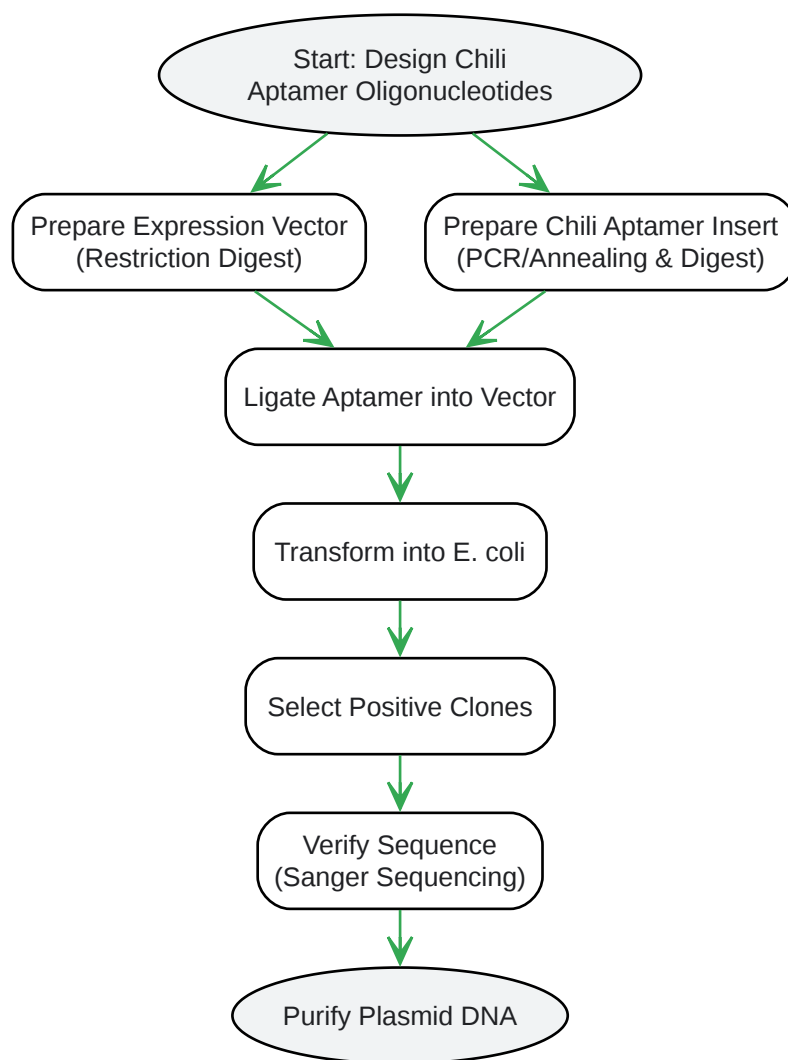 Start: Design Chili
Aptamer Oligonucleotides
Prepare Expression Vector
(Restriction Digest)
Prepare Chili Aptamer Insert
(PCR/Annealing & Digest)
Ligate Aptamer into Vector
Transform into E. coli
Select Positive Clones
Verify Sequence
(Sanger Sequencing)
Purify Plasmid DNA